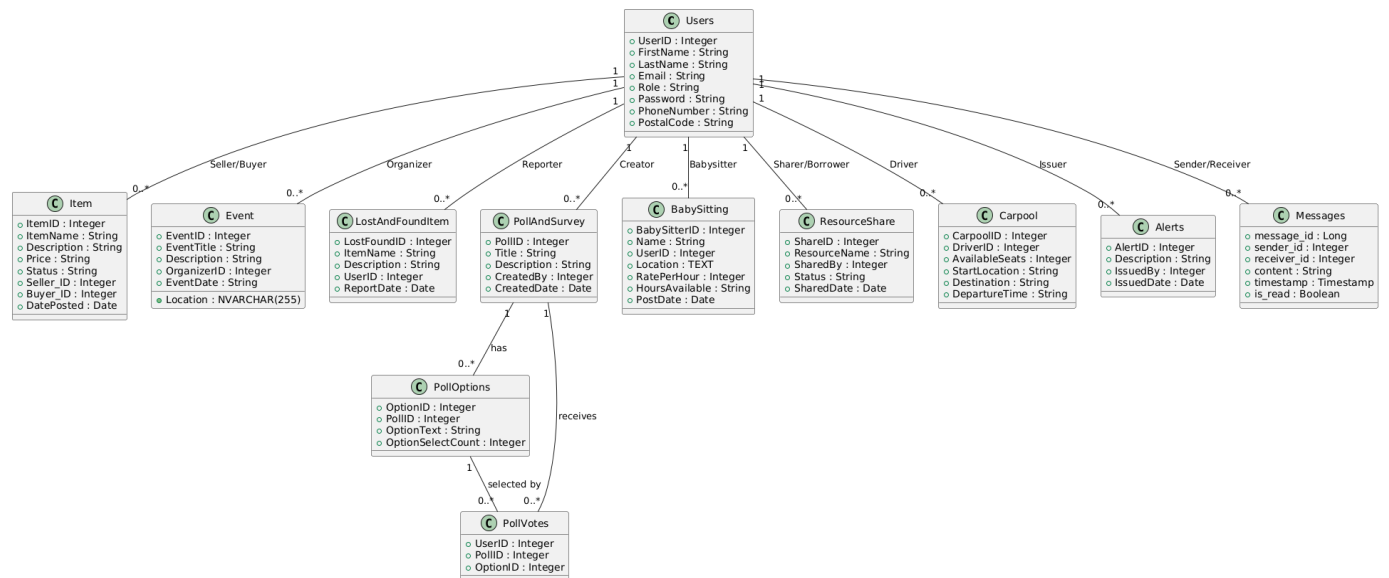 C Users
UserID : Integer
FirstName : String
LastName : String
Email : String
Role : String
Password : String
PhoneNumber : String
PostalCode : String
1
1
1
1
1
1
1
1
1
Seller/Buyer
Organizer
Reporter
Creator
Babysitter
Sharer/Borrower
Driver
Issuer
Sender/Receiver
0..*
0..*
0..*
0..*
0..*
0..*
0..*
0..*
0..*
C Item
ItemID : Integer
ItemName : String
Description : String
Price : String
Status : String
Seller_ID : Integer
Buyer_ID : Integer
DatePosted : Date
C Event
EventID : Integer
EventTitle : String
Description : String
OrganizerID : Integer
EventDate : String
Location : NVARCHAR(255)
C LostAndFoundItem
LostFoundID : Integer
ItemName : String
Description : String
UserID : Integer
ReportDate : Date
C PollAndSurvey
PollID : Integer
Title : String
Description : String
CreatedBy : Integer
CreatedDate : Date
C BabySitting
BabySitterID : Integer
Name : String
UserID : Integer
Location : TEXT
RatePerHour : Integer
HoursAvailable : String
PostDate : Date
C ResourceShare
ShareID : Integer
ResourceName : String
SharedBy : Integer
Status : String
SharedDate : Date
C Carpool
CarpoolID : Integer
DriverID : Integer
AvailableSeats : Integer
StartLocation : String
Destination : String
DepartureTime : String
C Alerts
AlertID : Integer
Description : String
IssuedBy : Integer
IssuedDate : Date
C Messages
message_id : Long
sender_id : Integer
receiver_id : Integer
content : String
timestamp : Timestamp
is_read : Boolean
1
1
has
0..*
receives
C PollOptions
OptionID : Integer
PollID : Integer
OptionText : String
OptionSelectCount : Integer
1
selected by
0..*
0..*
C PollVotes
UserID : Integer
PollID : Integer
OptionID : Integer